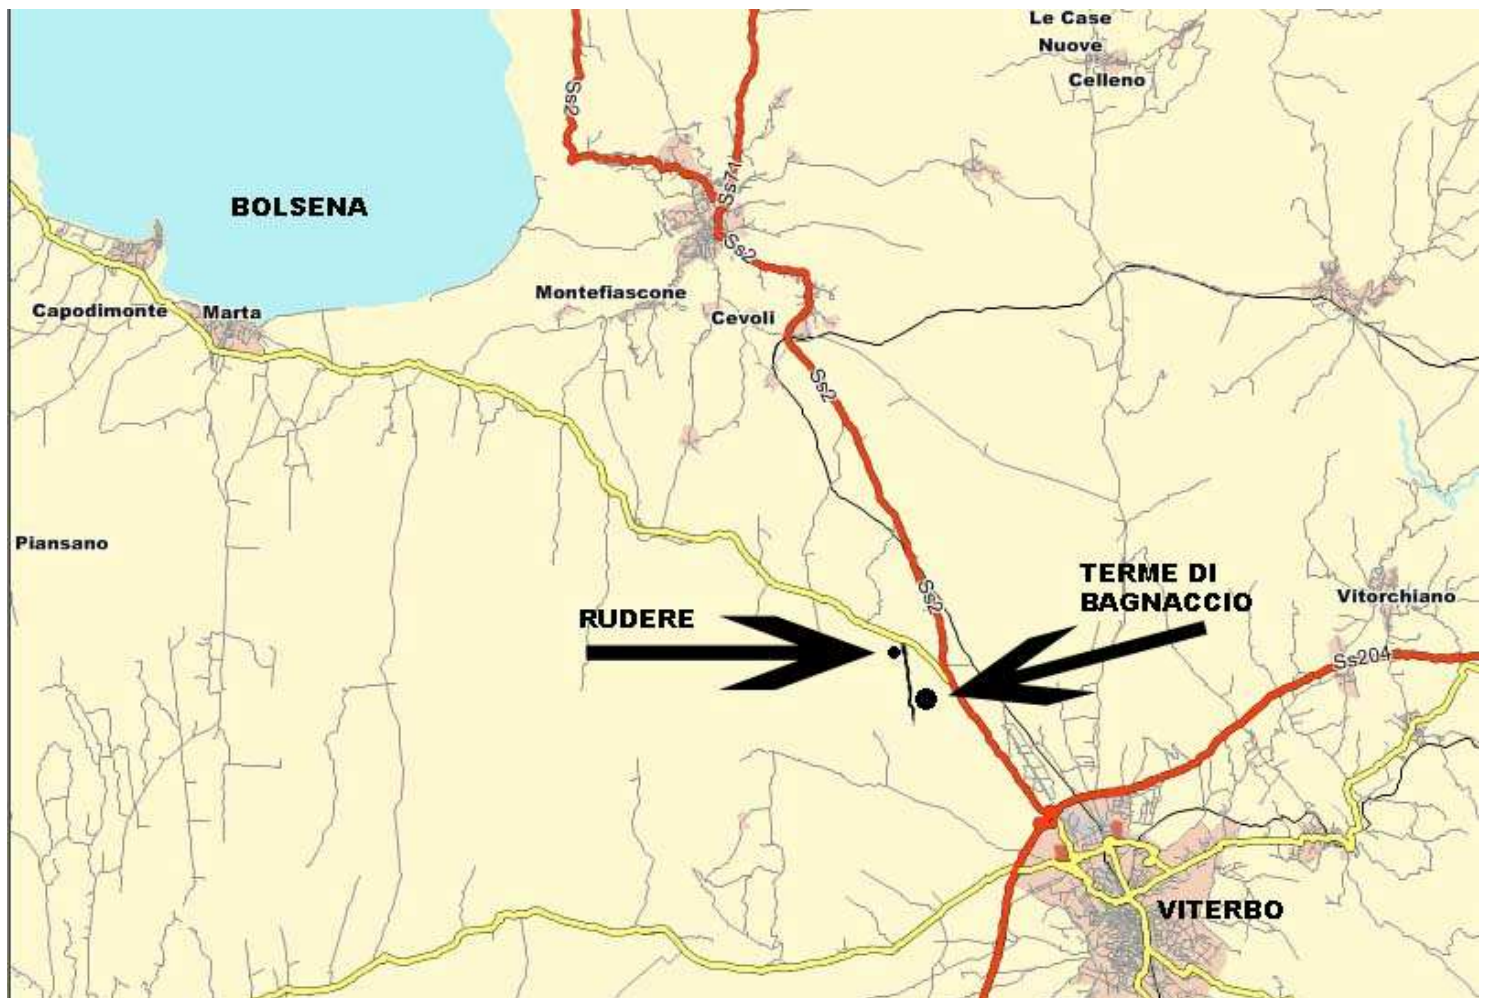 Le Case
Nuove
Celleno
Ss2
Ss71
BOLSENA
Ss2
Montefiascone
Capodimonte
Marta
Cevoli
Ss2
Piansano
TERME DI
BAGNACCIO
Ss2
RUDERE
Vitorchiano
Ss204
VITERBO